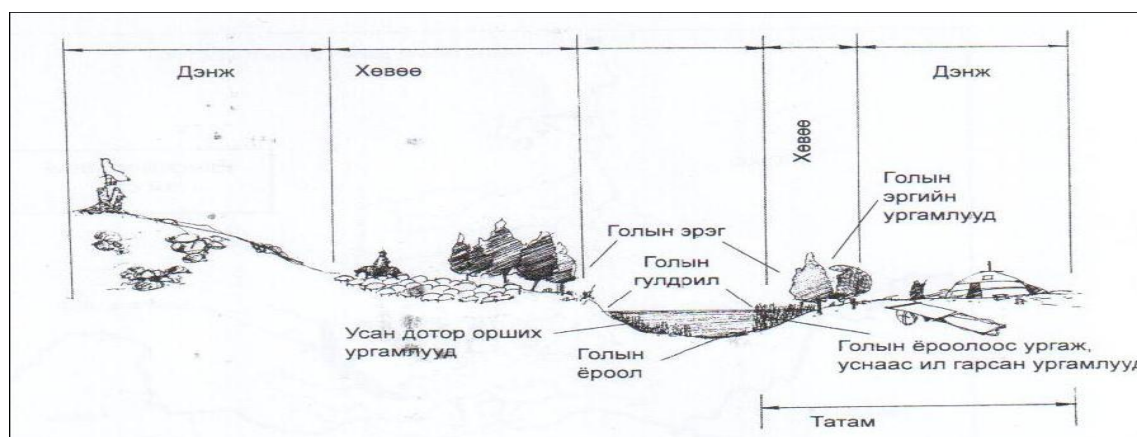 Дэнж
Хөвөө
Дэнж
Хөвөө
Голын
эргийн
ургамлууд
Голын эрэг
Голын
гулдрил
Усан дотор орших
ургамлууд
Голын
ёроол
Голын ёроолоос ургаж,
уснаас ил гарсан ургамлууд
Татам